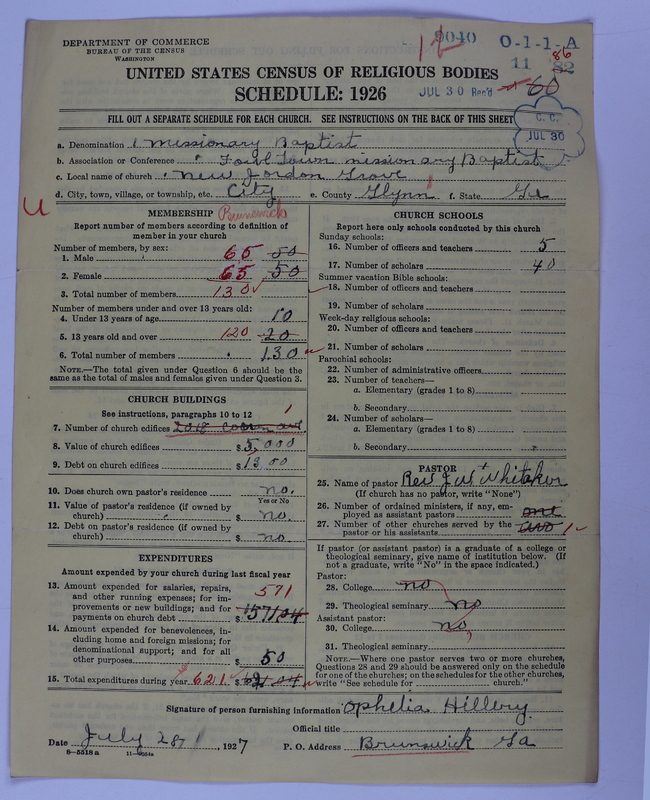 DEPARTMENT OF COMMERCE
BUREAU OF THE CENSUS
WASHINGTON
9040 O-1-1-A
11 82 86
UNITED STATES CENSUS OF RELIGIOUS BODIES
SCHEDULE: 1926
JUL 30 Rec'd 60
FILL OUT A SEPARATE SCHEDULE FOR EACH CHURCH. SEE INSTRUCTIONS ON THE BACK OF THIS SHEET
C. C.
JUL 30
a. Denomination Missionary Baptist
b. Association or Conference Fowl Town missionary Baptist
c. Local name of church New Jordon Grove
d. City, town, village, or township, etc. City e. County Glynn f. State Ga
MEMBERSHIP Brunswick
Report number of members according to definition of
member in your church
Number of members, by sex:
1. Male 65 50
2. Female 65 50
3. Total number of members 130
Number of members under and over 13 years old:
4. Under 13 years of age 10
5. 13 years old and over 120 20
6. Total number of members 130
NOTE.—The total given under Question 6 should be
same as the total of males and females given under Question 3.
CHURCH BUILDINGS
See instructions, paragraphs 10 to 12
7. Number of church edifices 1
8. Value of church edifices $5,000
9. Debt on church edifices $1300
10. Does church own pastor's residence no.
Yes or No
11. Value of pastor's residence (if owned by
church) $ no.
12. Debt on pastor's residence (if owned by
church) $ no
EXPENDITURES
Amount expended by your church during last fiscal year
13. Amount expended for salaries, repairs,
and other running expenses; for im-
provements or new buildings; and for
payments on church debt $ 571 571.04
14. Amount expended for benevolences, in-
cluding home and foreign missions; for
denominational support; and for all
other purposes $ 50
15. Total expenditures during year 621 $
CHURCH SCHOOLS
Report here only schools conducted by this church
Sunday schools:
16. Number of officers and teachers 5
17. Number of scholars 40
Summer vacation Bible schools:
18. Number of officers and teachers
19. Number of scholars
Week-day religious schools:
20. Number of officers and teachers
21. Number of scholars
Parochial schools:
22. Number of administrative officers
23. Number of teachers—
a. Elementary (grades 1 to 8)
b. Secondary
24. Number of scholars—
a. Elementary (grades 1 to 8)
b. Secondary
PASTOR
25. Name of pastor Rev J. W. Whitaker
(If church has no pastor, write "None")
26. Number of ordained ministers, if any, em-
ployed as assistant pastors one
27. Number of other churches served by the
pastor or his assistants two 1
If pastor (or assistant pastor) is a graduate of a college or
theological seminary, give name of institution below. (If
not a graduate, write "No" in the space indicated.)
Pastor:
28. College no
29. Theological seminary no
Assistant pastor:
30. College no
31. Theological seminary
NOTE.—Where one pastor serves two or more churches,
Questions 28 and 29 should be answered only on the schedule
for one of the churches; on the schedules for the other churches,
write "See schedule for church."
Signature of person furnishing information Ophelia Hillery
Official title
Date July 28, 1927 P. O. Address Brunswick Ga
8—5518a